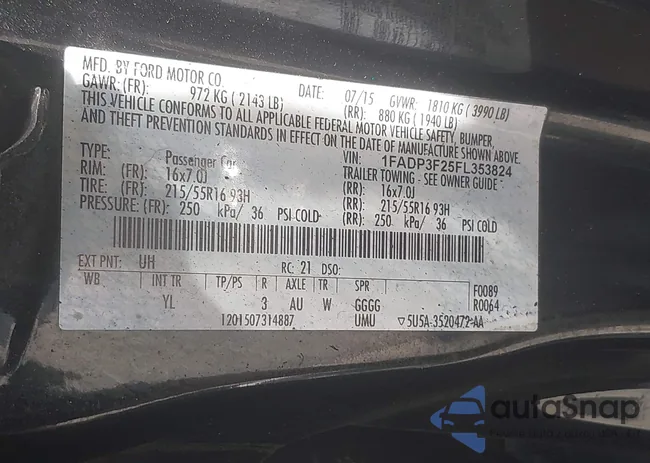 MFD. BY FORD MOTOR CO
DATE: 07/15 GVWR: 1810 KG ( 3990 LB)
GAWR: (FR): 972 KG ( 2143 LB) (RR): 880 KG ( 1940 LB)
THIS VEHICLE CONFORMS TO ALL APPLICABLE FEDERAL MOTOR VEHICLE SAFETY, BUMPER,
AND THEFT PREVENTION STANDARDS IN EFFECT ON THE DATE OF MANUFACTURE SHOWN ABOVE.
VIN: 1FADP3F25FL353824
TYPE: Passenger Car TRAILER TOWING - SEE OWNER GUIDE
RIM: (FR): 16x7.0J (RR): 16x7.0J
TIRE: (FR): 215/55R16 93H (RR): 215/55R16 93H
PRESSURE: (FR): 250 kPa/ 36 PSI COLD (RR): 250 kPa/ 36 PSI COLD
EXT PNT: UH RC: 21 DSO:
WB INT TR TP/PS R AXLE TR SPR F0089
YL 3 AU W GGGG R0064
1201507314887 UMU ▽5U5A-3520472-AA
autoSnap